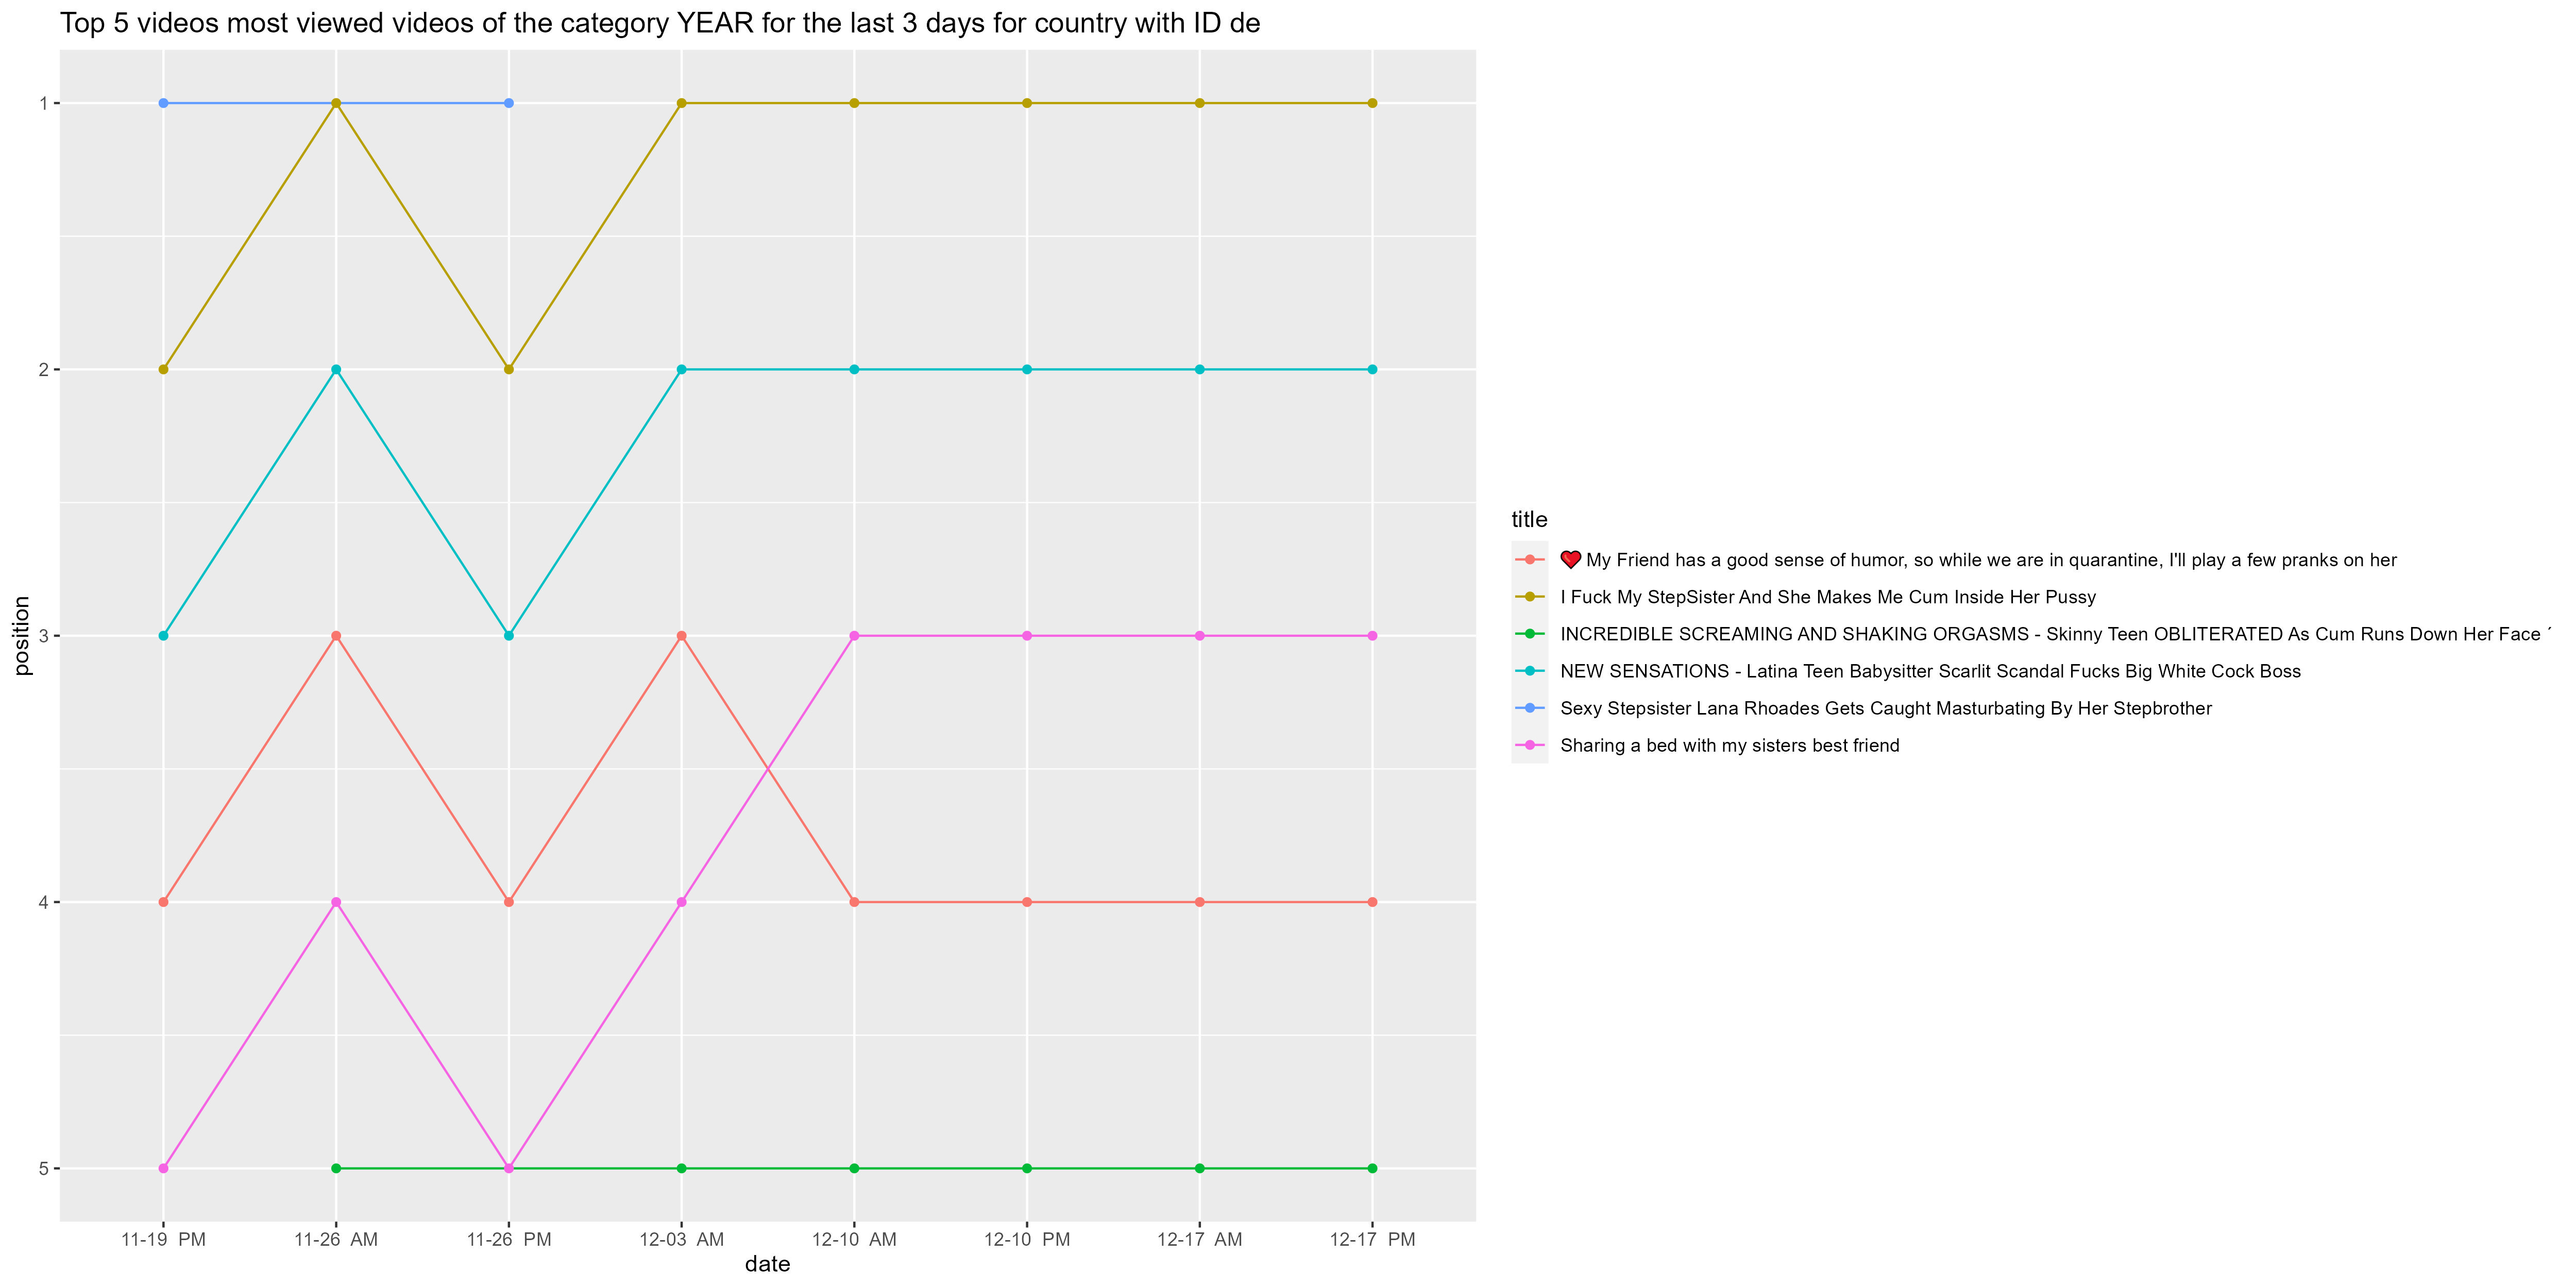 Top 5 videos most viewed videos of the category YEAR for the last 3 days for country with ID de
position
1
2
3
4
5
11-19 PM 11-26 AM 11-26 PM 12-03 AM 12-10 AM 12-10 PM 12-17 AM 12-17 PM
date
title
❤ My Friend has a good sense of humor, so while we are in quarantine, I'll play a few pranks on her
I Fuck My StepSister And She Makes Me Cum Inside Her Pussy
INCREDIBLE SCREAMING AND SHAKING ORGASMS - Skinny Teen OBLITERATED As Cum Runs Down Her Face
NEW SENSATIONS - Latina Teen Babysitter Scarlit Scandal Fucks Big White Cock Boss
Sexy Stepsister Lana Rhoades Gets Caught Masturbating By Her Stepbrother
Sharing a bed with my sisters best friend